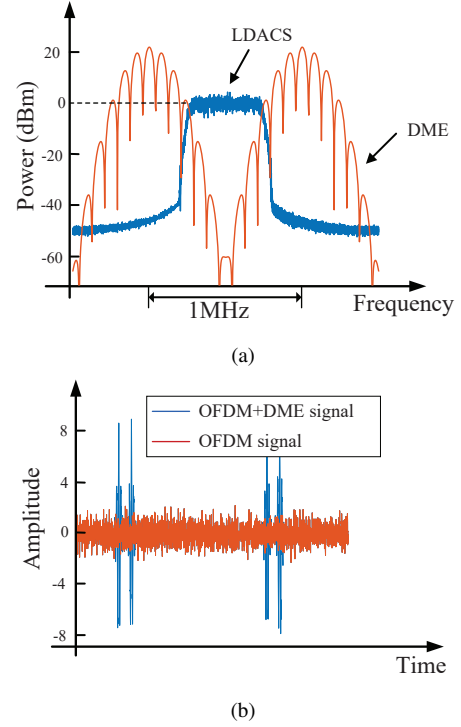 LDACS
DME
Power (dBm)
20
0
-20
-40
-60
1MHz
Frequency
(a)
OFDM+DME signal
OFDM signal
Amplitude
8
4
0
-4
-8
Time
(b)